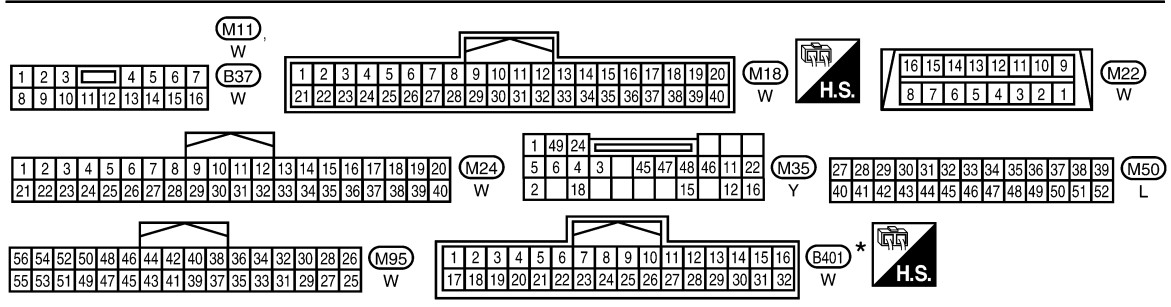 M11 ,
W
1 2 3 4 5 6 7
8 9 10 11 12 13 14 15 16
B37
W
1 2 3 4 5 6 7 8 9 10 11 12 13 14 15 16 17 18 19 20
21 22 23 24 25 26 27 28 29 30 31 32 33 34 35 36 37 38 39 40
M18
W
H.S.
16 15 14 13 12 11 10 9
8 7 6 5 4 3 2 1
M22
W
1 2 3 4 5 6 7 8 9 10 11 12 13 14 15 16 17 18 19 20
21 22 23 24 25 26 27 28 29 30 31 32 33 34 35 36 37 38 39 40
M24
W
1 49 24
5 6 4 3 45 47 48 46 11 22
2 18 15 12 16
M35
Y
27 28 29 30 31 32 33 34 35 36 37 38 39
40 41 42 43 44 45 46 47 48 49 50 51 52
M50
L
56 54 52 50 48 46 44 42 40 38 36 34 32 30 28 26
55 53 51 49 47 45 43 41 39 37 35 33 31 29 27 25
M95
W
1 2 3 4 5 6 7 8 9 10 11 12 13 14 15 16
17 18 19 20 21 22 23 24 25 26 27 28 29 30 31 32
B401 *
W
H.S.